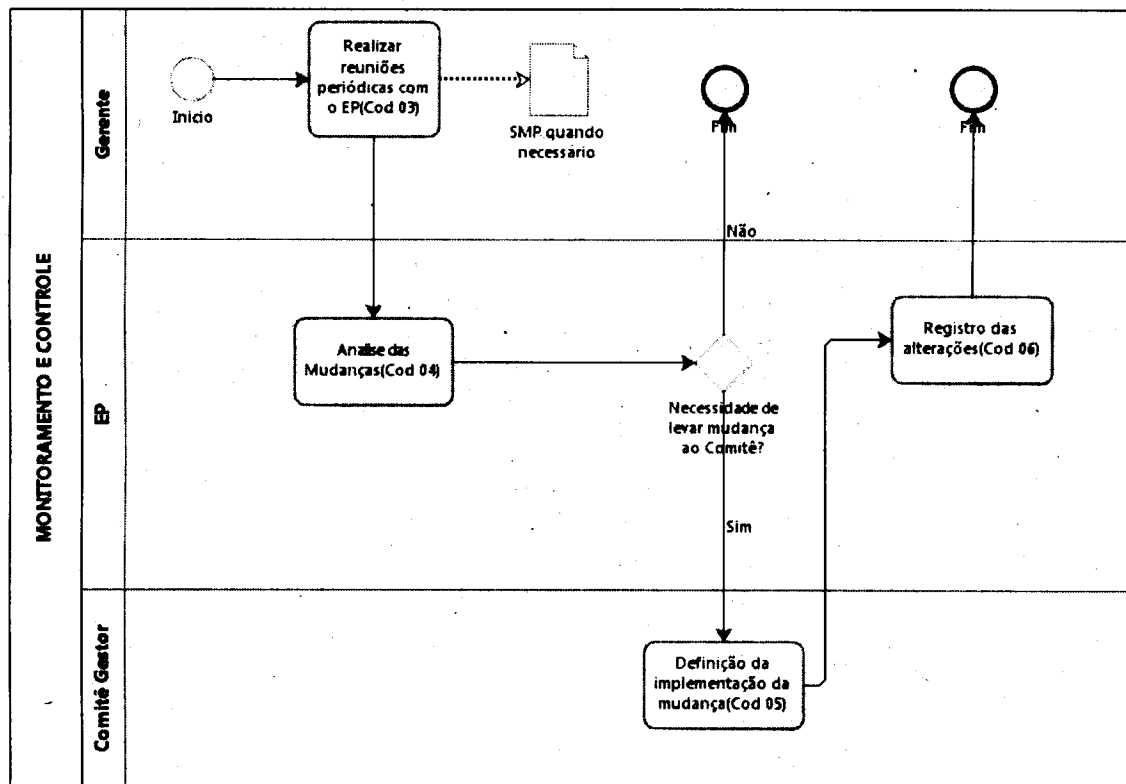 MONITORAMENTO E CONTROLE
Gerente
Inicio
Realizar
reuniões
periódicas com
o EP(Cod 03)
SMP quando
necessário
Fim
Fim
Não
EP
Analise das
Mudanças(Cod 04)
Necessidade de
levar mudança
ao Comitê?
Registro das
alterações(Cod 06)
Sim
Comitê Gestor
Definição da
implementação da
mudança(Cod 05)